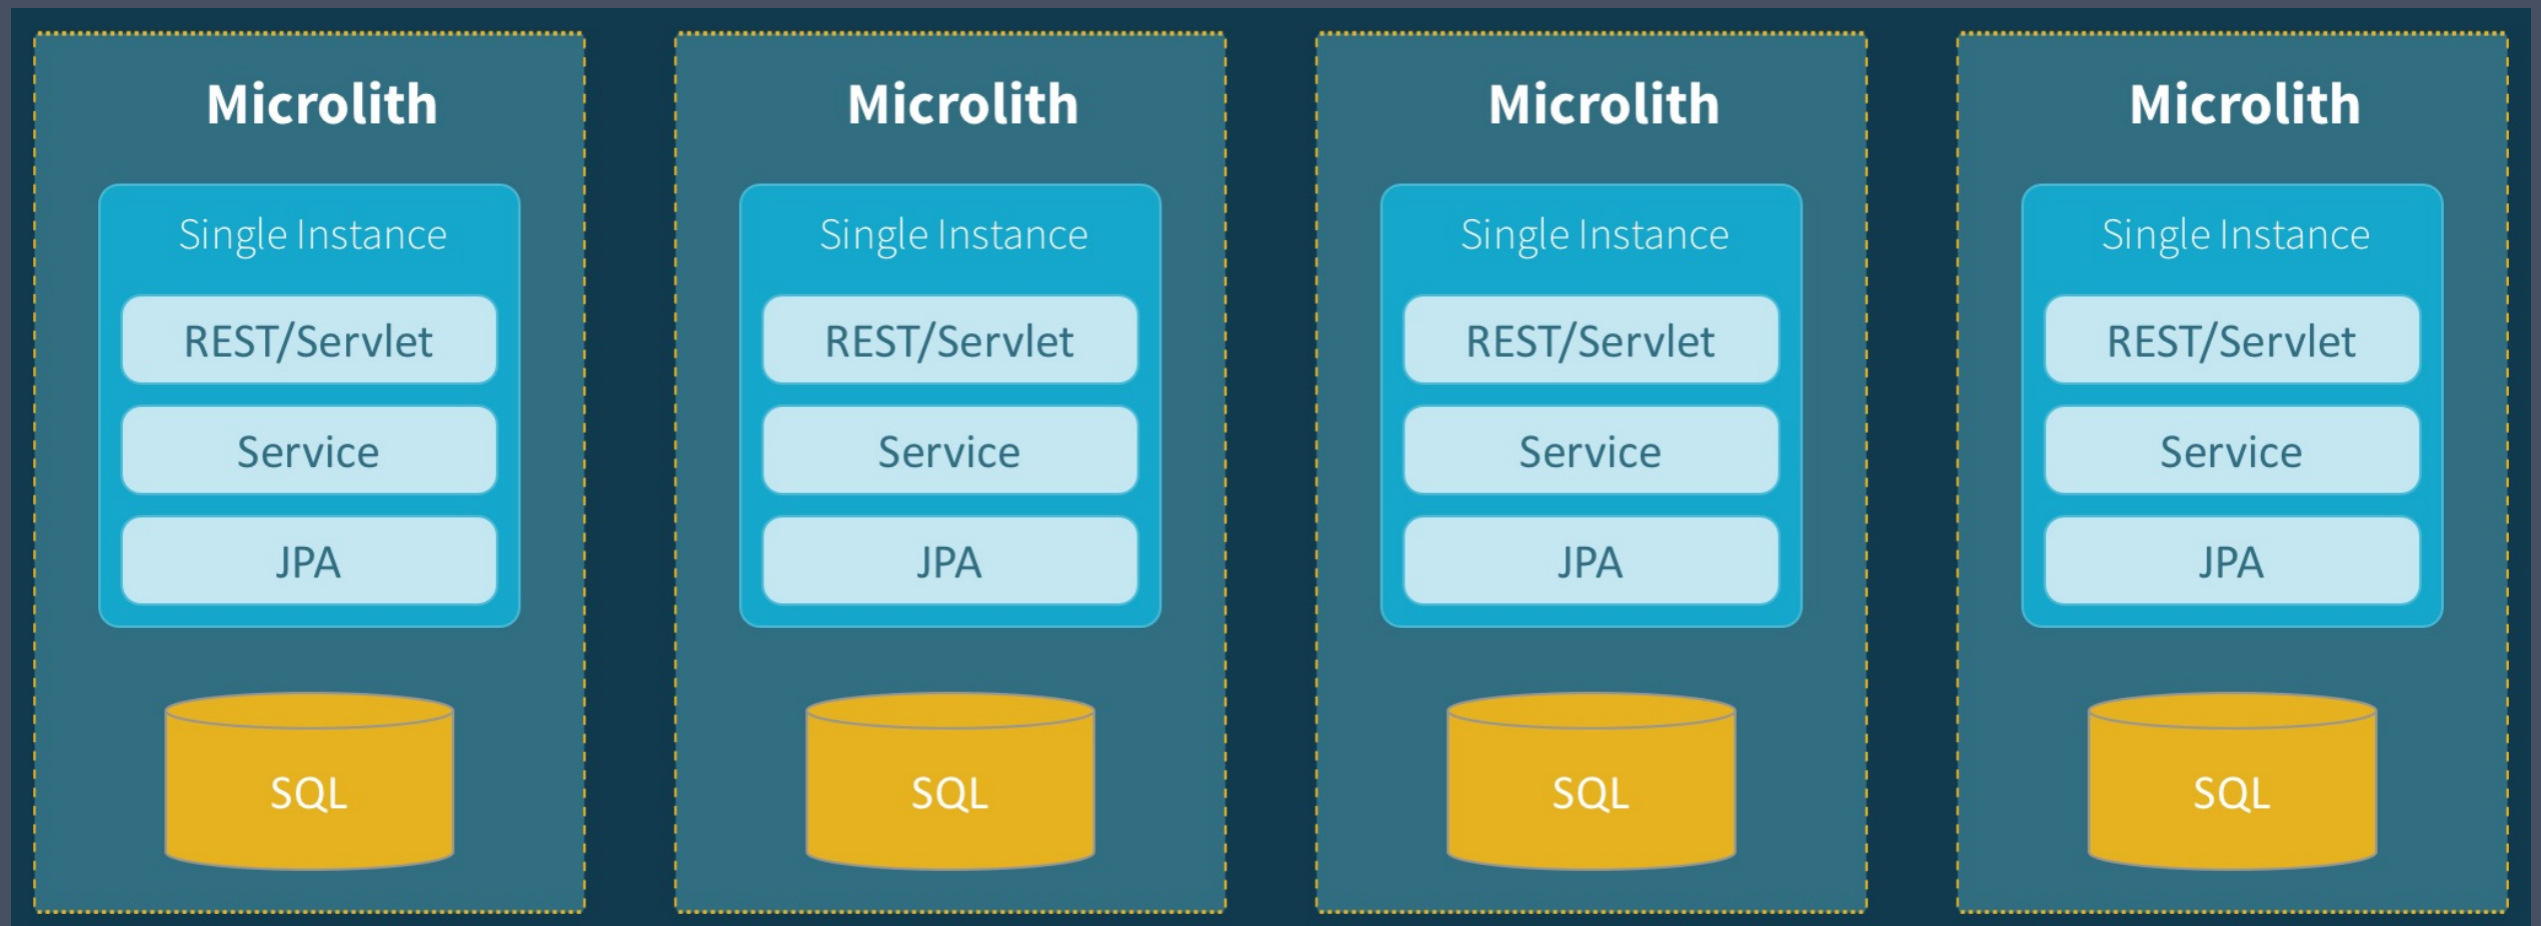 Microlith
Single Instance
REST/Servlet
Service
JPA
SQL
Microlith
Single Instance
REST/Servlet
Service
JPA
SQL
Microlith
Single Instance
REST/Servlet
Service
JPA
SQL
Microlith
Single Instance
REST/Servlet
Service
JPA
SQL